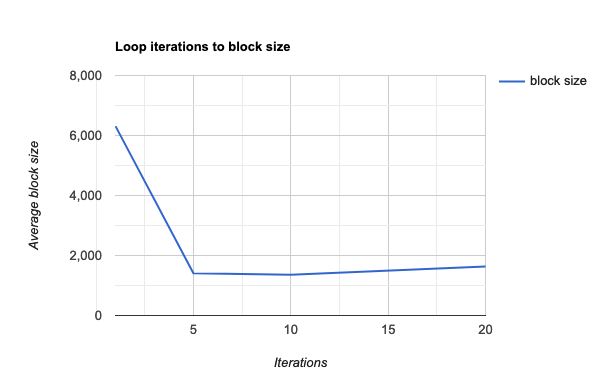 Loop iterations to block size
8,000
6,000
4,000
2,000
0
Average block size
5 10 15 20
Iterations
block size